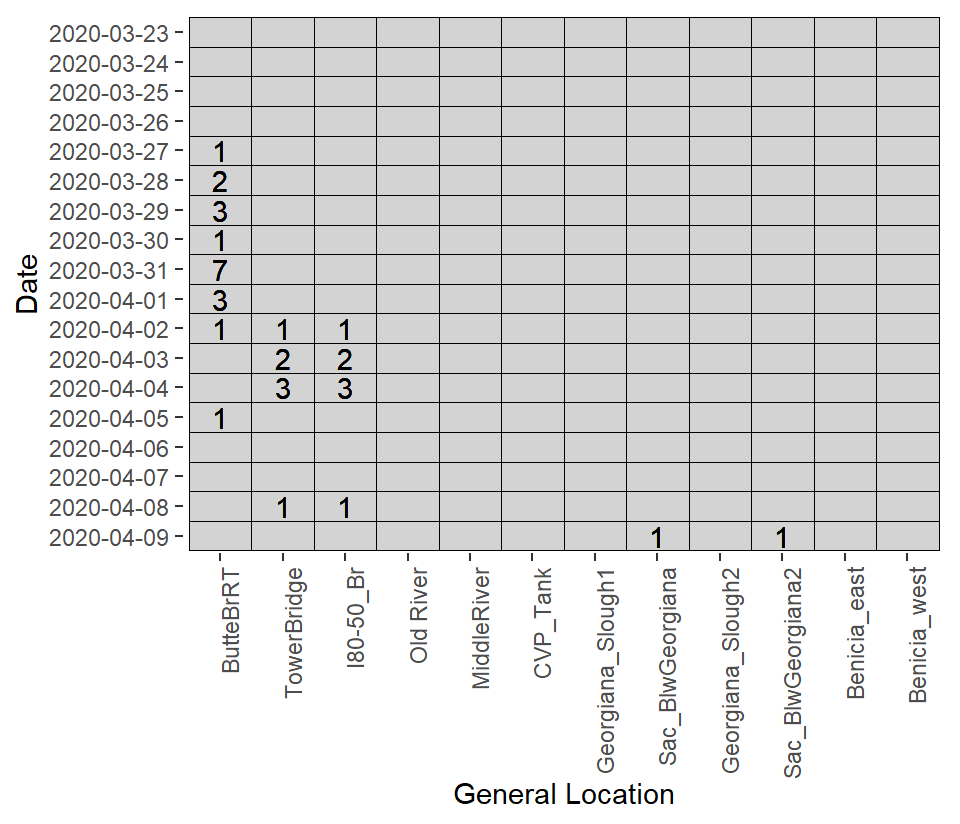 2020-03-23
2020-03-24
2020-03-25
2020-03-26
2020-03-27 1
2020-03-28 2
2020-03-29 3
2020-03-30 1
2020-03-31 7
2020-04-01 3
2020-04-02 1 1 1
2020-04-03 2 2
2020-04-04 3 3
2020-04-05 1
2020-04-06
2020-04-07
2020-04-08 1 1
2020-04-09 1 1
Date
ButteBrRT
TowerBridge
I80-50_Br
Old River
MiddleRiver
CVP_Tank
Georgiana_Slough1
Sac_BlwGeorgiana
Georgiana_Slough2
Sac_BlwGeorgiana2
Benicia_east
Benicia_west
General Location